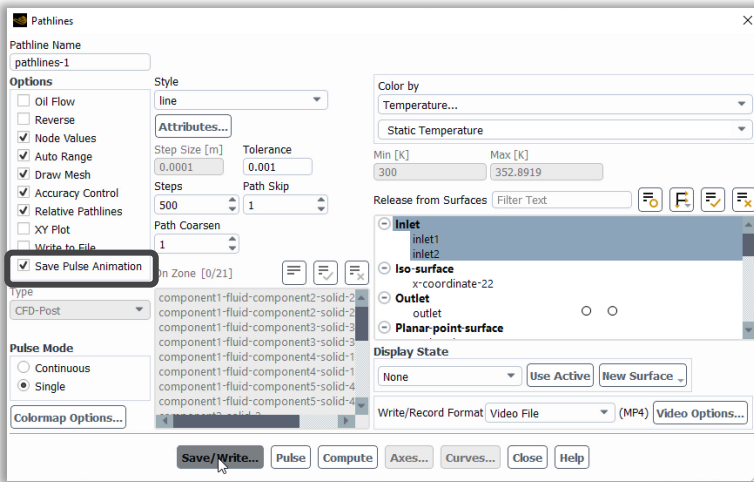 Pathlines
Pathline Name
pathlines-1
Options
Oil Flow
Reverse
Node Values
Auto Range
Draw Mesh
Accuracy Control
Relative Pathlines
XY Plot
Write to File
Save Pulse Animation
Type
CFD-Post
Pulse Mode
Continuous
Single
Colormap Options...
Style
line
Attributes...
Step Size [m] Tolerance
0.0001 0.001
Steps Path Skip
500 1
Path Coarsen
1
On Zone [0/21]
component1-fluid-component2-solid-2
component1-fluid-component2-solid-2
component1-fluid-component3-solid-3
component1-fluid-component3-solid-3
component1-fluid-component4-solid-1
component1-fluid-component4-solid-1
component1-fluid-component5-solid-4
component1-fluid-component5-solid-4
Color by
Temperature...
Static Temperature
Min [K] Max [K]
300 352.8919
Release from Surfaces Filter Text
Inlet
inlet1
inlet2
Iso-surface
x-coordinate-22
Outlet
outlet
Planar-point-surface
Display State
None Use Active New Surface
Write/Record Format Video File (MP4) Video Options...
Save/Write... Pulse Compute Axes... Curves... Close Help